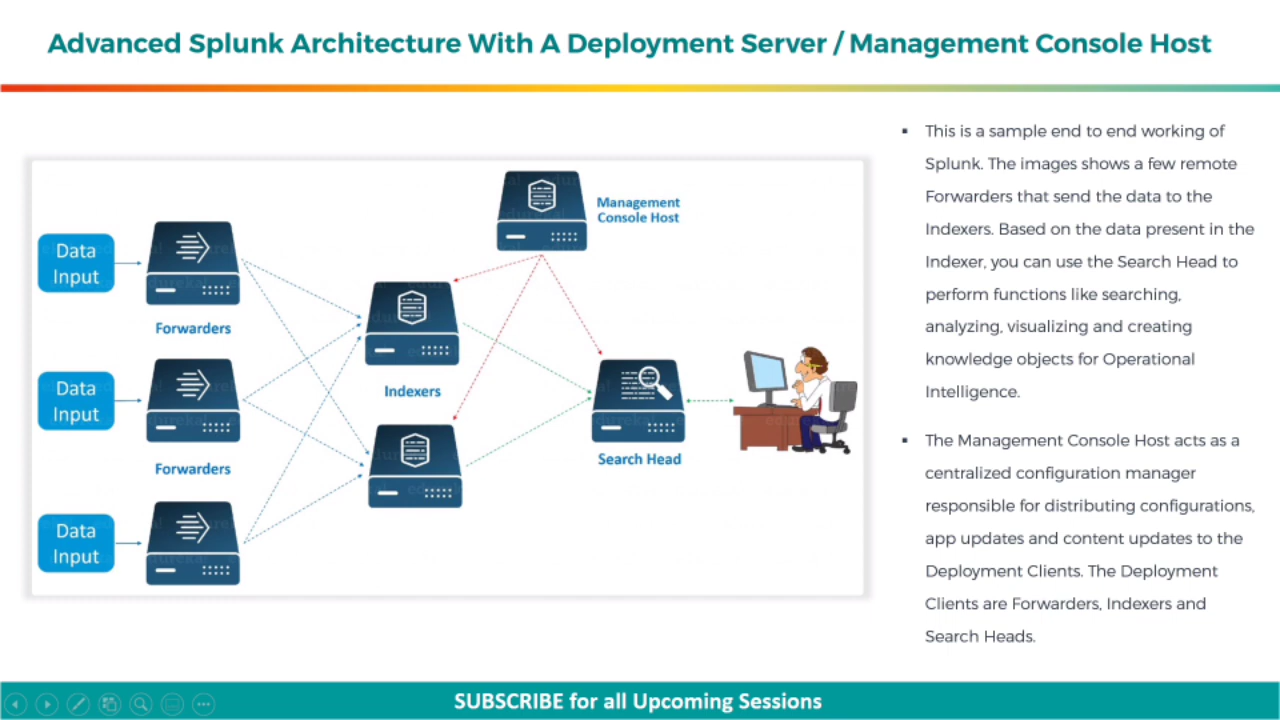 Advanced Splunk Architecture With A Deployment Server / Management Console Host
Data
Input
Forwarders
Data
Input
Forwarders
Data
Input
Indexers
Management
Console Host
Search Head
▪ This is a sample end to end working of
Splunk. The images shows a few remote
Forwarders that send the data to the
Indexers. Based on the data present in the
Indexer, you can use the Search Head to
perform functions like searching,
analyzing, visualizing and creating
knowledge objects for Operational
Intelligence.
▪ The Management Console Host acts as a
centralized configuration manager
responsible for distributing configurations,
app updates and content updates to the
Deployment Clients. The Deployment
Clients are Forwarders, Indexers and
Search Heads.
SUBSCRIBE for all Upcoming Sessions